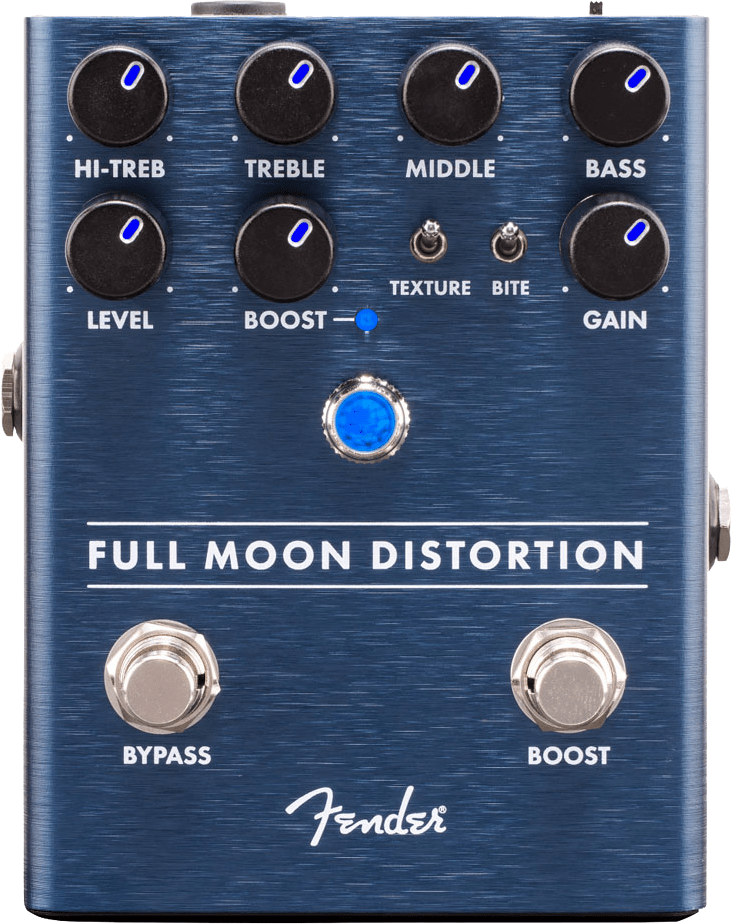 HI-TREB TREBLE MIDDLE BASS
LEVEL BOOST TEXTURE BITE GAIN
FULL MOON DISTORTION
BYPASS BOOST
Fender®